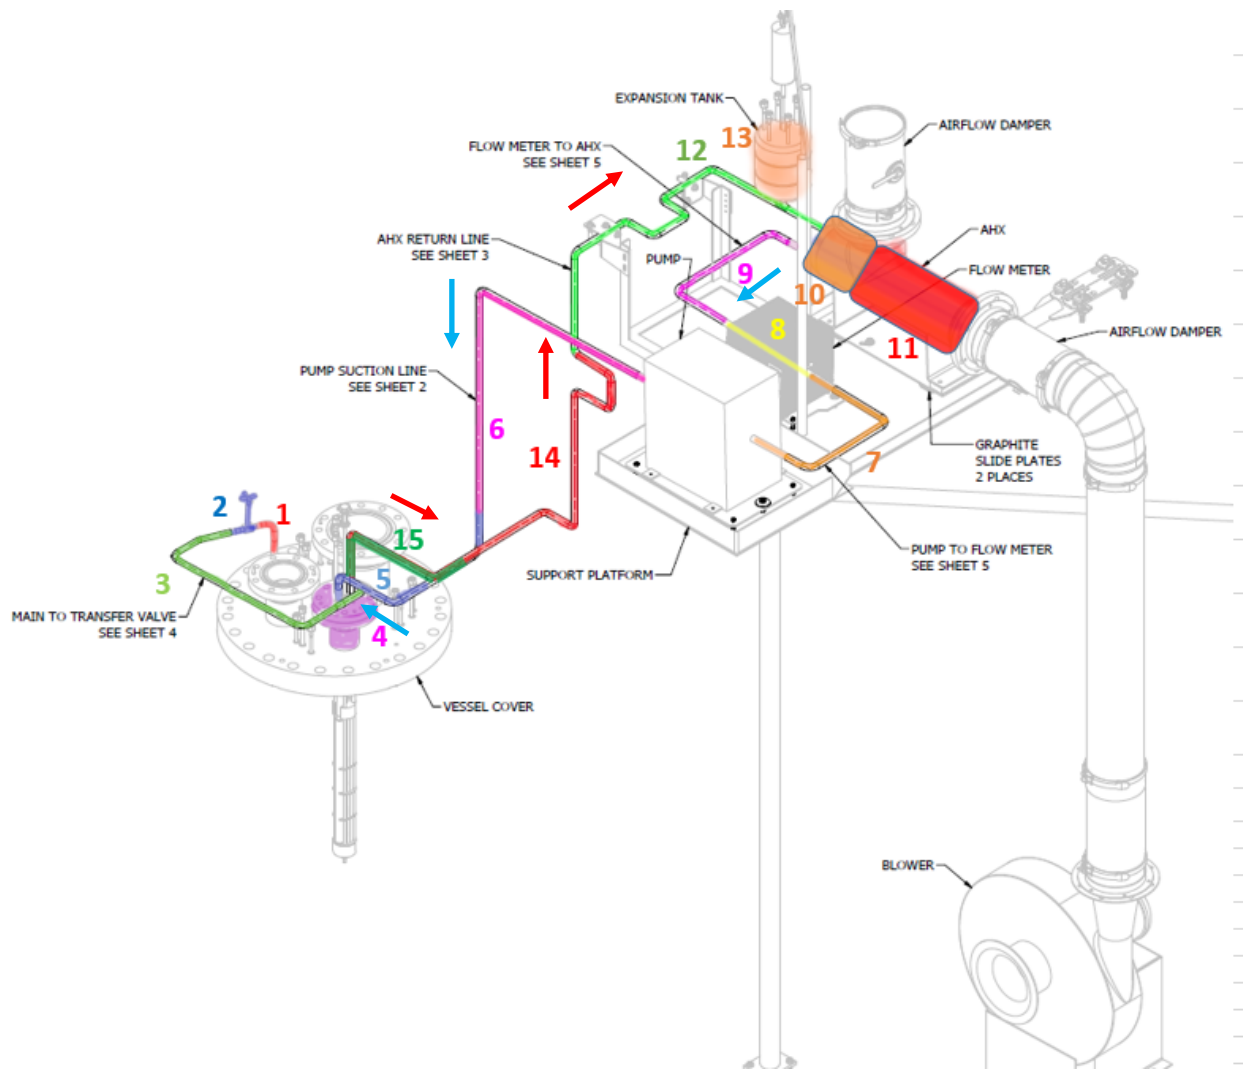 EXPANSION TANK
13
AIRFLOW DAMPER
FLOW METER TO AHX
SEE SHEET 5
12
AHX RETURN LINE
SEE SHEET 3
PUMP
AHX
FLOW METER
9
10
8
11
AIRFLOW DAMPER
PUMP SUCTION LINE
SEE SHEET 2
6
14
7
GRAPHITE
SLIDE PLATES
2 PLACES
2
1
15
3
5
4
PUMP TO FLOW METER
SEE SHEET 5
SUPPORT PLATFORM
MAIN TO TRANSFER VALVE
SEE SHEET 4
VESSEL COVER
BLOWER